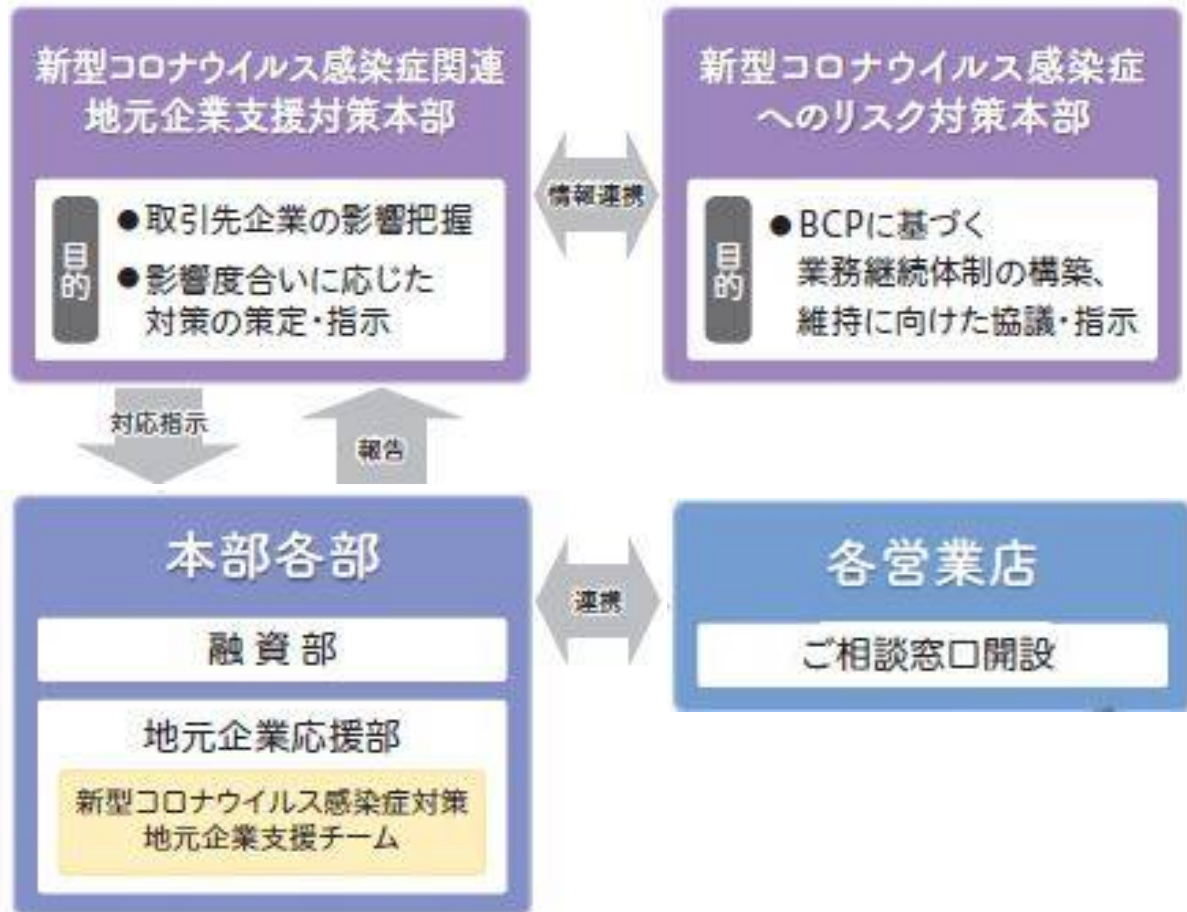 新型コロナウイルス感染症関連
地元企業支援対策本部
目的
●取引先企業の影響把握
●影響度合いに応じた
対策の策定・指示
情報連携
新型コロナウイルス感染症
へのリスク対策本部
目的
●BCPに基づく
業務継続体制の構築、
維持に向けた協議・指示
対応指示
報告
本部各部
融資部
地元企業応援部
新型コロナウイルス感染症対策
地元企業支援チーム
連携
各営業店
ご相談窓口開設